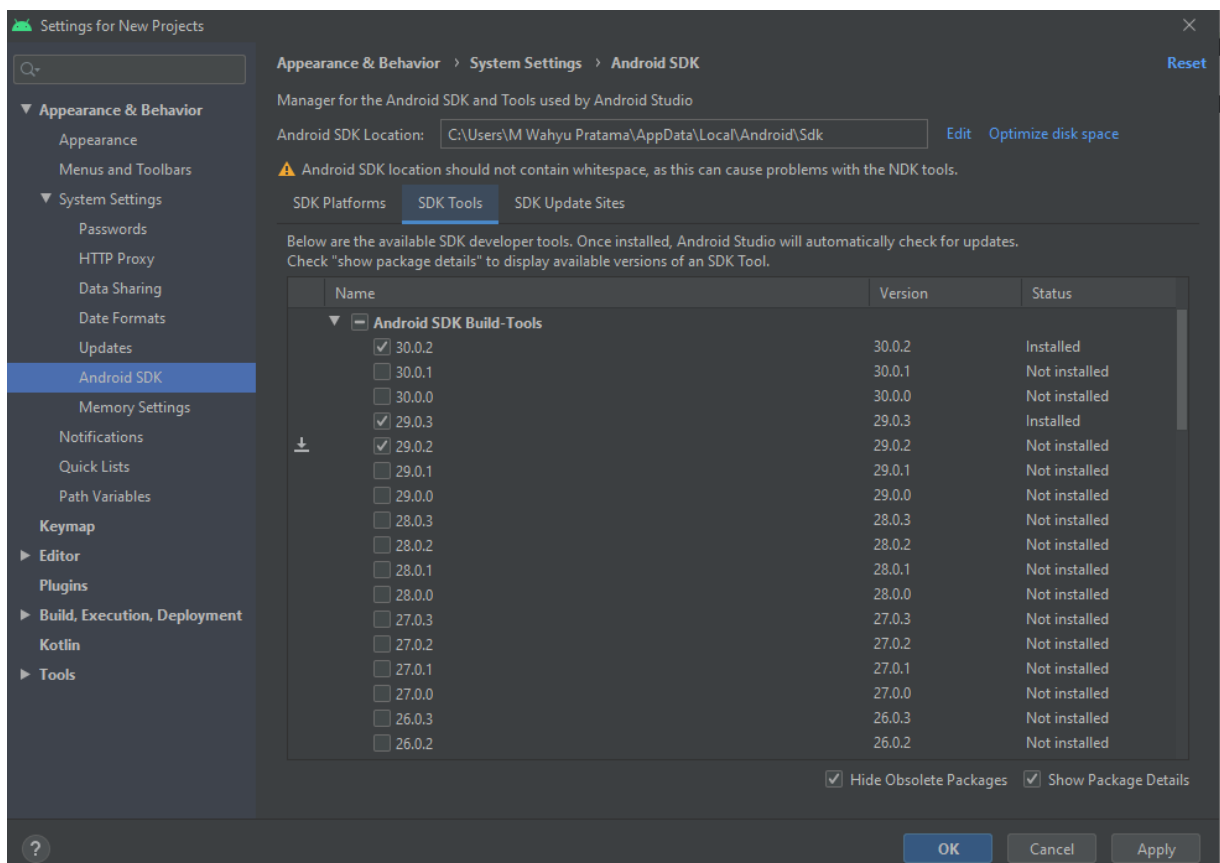 Settings for New Projects
Appearance & Behavior
Appearance
Menus and Toolbars
System Settings
Passwords
HTTP Proxy
Data Sharing
Date Formats
Updates
Android SDK
Memory Settings
Notifications
Quick Lists
Path Variables
Keymap
Editor
Plugins
Build, Execution, Deployment
Kotlin
Tools
Appearance & Behavior › System Settings › Android SDK Reset
Manager for the Android SDK and Tools used by Android Studio
Android SDK Location: C:\Users\M Wahyu Pratama\AppData\Local\Android\Sdk Edit Optimize disk space
Android SDK location should not contain whitespace, as this can cause problems with the NDK tools.
SDK Platforms SDK Tools SDK Update Sites
Below are the available SDK developer tools. Once installed, Android Studio will automatically check for updates.
Check "show package details" to display available versions of an SDK Tool.
Name Version Status
Android SDK Build-Tools
30.0.2 30.0.2 Installed
30.0.1 30.0.1 Not installed
30.0.0 30.0.0 Not installed
29.0.3 29.0.3 Installed
29.0.2 29.0.2 Not installed
29.0.1 29.0.1 Not installed
29.0.0 29.0.0 Not installed
28.0.3 28.0.3 Not installed
28.0.2 28.0.2 Not installed
28.0.1 28.0.1 Not installed
28.0.0 28.0.0 Not installed
27.0.3 27.0.3 Not installed
27.0.2 27.0.2 Not installed
27.0.1 27.0.1 Not installed
27.0.0 27.0.0 Not installed
26.0.3 26.0.3 Not installed
26.0.2 26.0.2 Not installed
Hide Obsolete Packages Show Package Details
? OK Cancel Apply